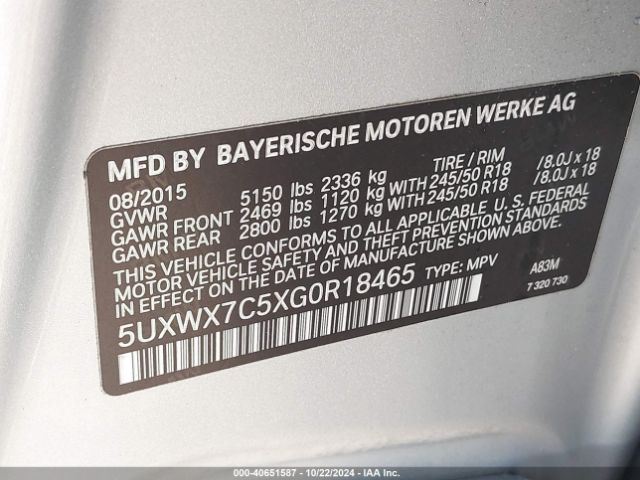 MFD BY BAYERISCHE MOTOREN WERKE AG
08/2015 TIRE / RIM
GVWR 5150 lbs 2336 kg
GAWR FRONT 2469 lbs 1120 kg WITH 245/50 R18 /8.0J x 18
GAWR REAR 2800 lbs 1270 kg WITH 245/50 R18 /8.0J x 18
THIS VEHICLE CONFORMS TO ALL APPLICABLE U. S. FEDERAL
MOTOR VEHICLE SAFETY AND THEFT PREVENTION STANDARDS
IN EFFECT ON THE DATE OF MANUFACTURE SHOWN ABOVE.
5UXWX7C5XG0R18465 TYPE: MPV A83M
7 320 730
000-40651587 - 10/22/2024 - IAA Inc.